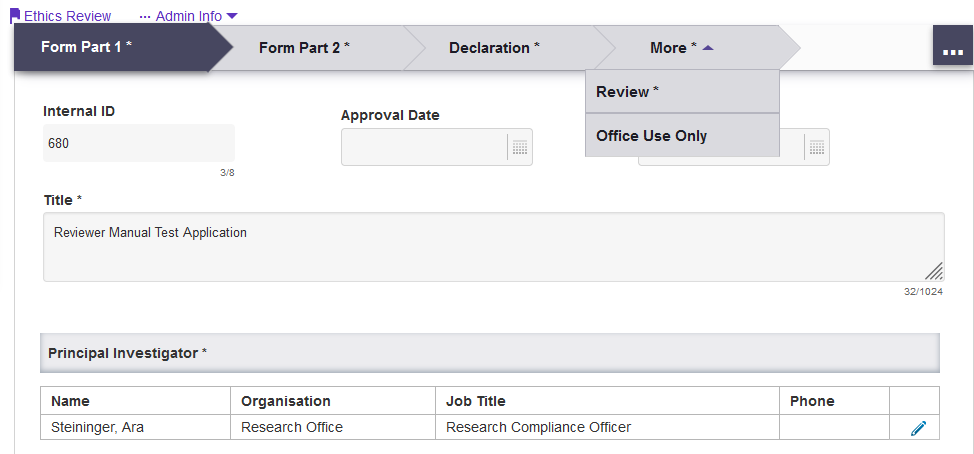 Ethics Review ··· Admin Info
Form Part 1 * Form Part 2 * Declaration * More * ...
Review *
Office Use Only
Internal ID Approval Date
680
3/8
Title *
Reviewer Manual Test Application
32/1024
Principal Investigator *
Name Organisation Job Title Phone
Steininger, Ara Research Office Research Compliance Officer